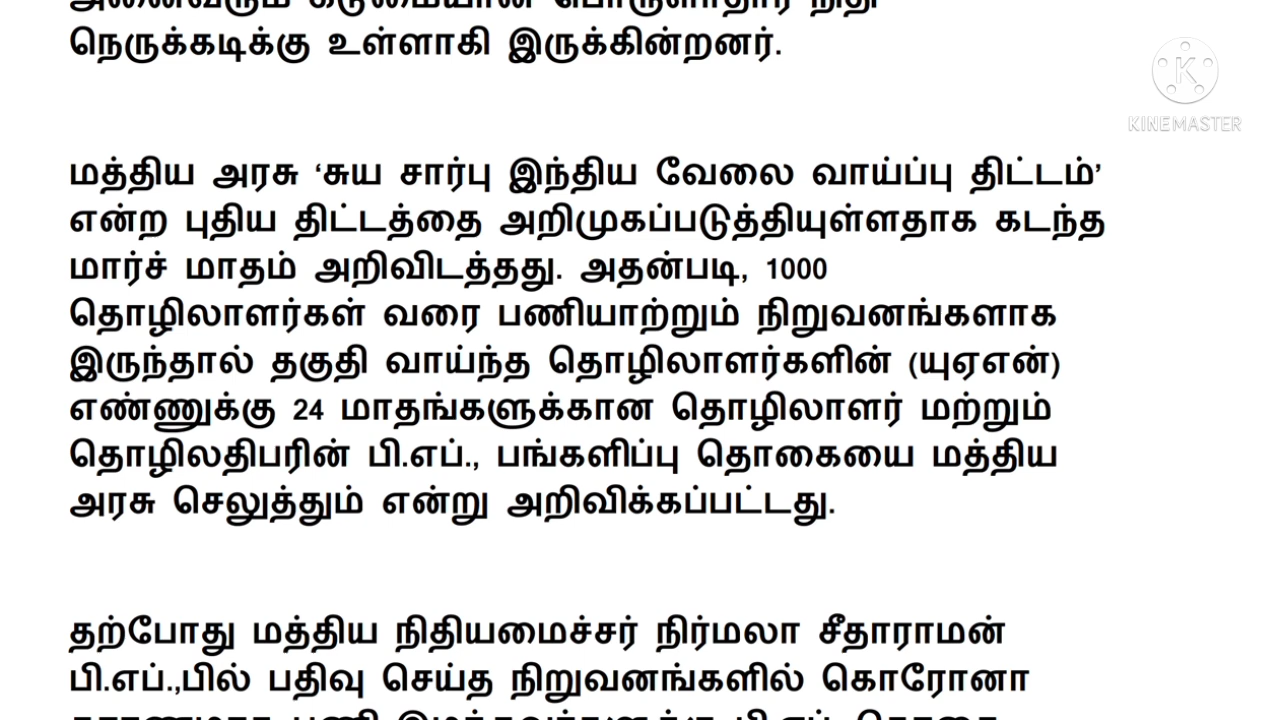 அனைவரும் கடுமையான பொருளாதார நிதி
நெருக்கடிக்கு உள்ளாகி இருக்கின்றனர்.
KINEMASTER
மத்திய அரசு ‘சுய சார்பு இந்திய வேலை வாய்ப்பு திட்டம்’
என்ற புதிய திட்டத்தை அறிமுகப்படுத்தியுள்ளதாக கடந்த
மார்ச் மாதம் அறிவிடத்தது. அதன்படி, 1000
தொழிலாளர்கள் வரை பணியாற்றும் நிறுவனங்களாக
இருந்தால் தகுதி வாய்ந்த தொழிலாளர்களின் (யுஏஎன்)
எண்ணுக்கு 24 மாதங்களுக்கான தொழிலாளர் மற்றும்
தொழிலதிபரின் பி.எப்., பங்களிப்பு தொகையை மத்திய
அரசு செலுத்தும் என்று அறிவிக்கப்பட்டது.
தற்போது மத்திய நிதியமைச்சர் நிர்மலா சீதாராமன்
பி.எப்.,பில் பதிவு செய்த நிறுவனங்களில் கொரோனா